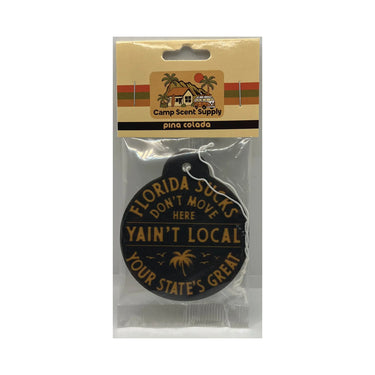 Camp Scent Supply
pina colada
FLORIDA SUCKS
DON'T MOVE
HERE
YAIN'T LOCAL
YOUR STATE'S GREAT